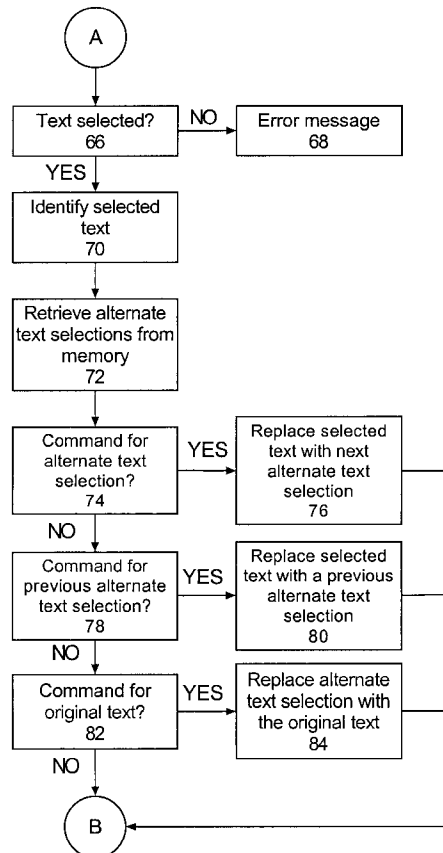 A
Text selected?
66
NO
Error message
68
YES
Identify selected
text
70
Retrieve alternate
text selections from
memory
72
Command for
alternate text
selection?
74
YES
Replace selected
text with next
alternate text
selection
76
NO
Command for
previous alternate
text selection?
78
YES
Replace selected
text with a previous
alternate text
selection
80
NO
Command for
original text?
82
YES
Replace alternate
text selection with
the original text
84
NO
B